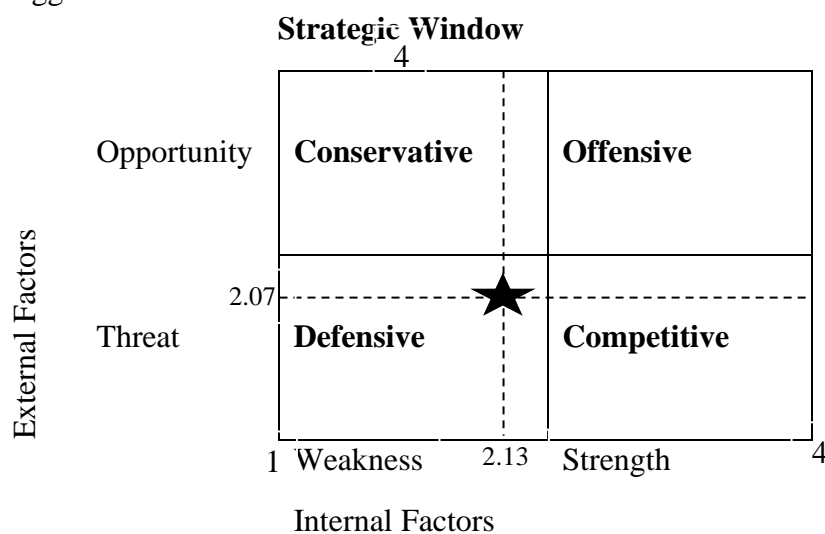 Strategic Window
4
Opportunity Conservative Offensive
External Factors
2.07
Threat Defensive Competitive
1 Weakness 2.13 Strength 4
Internal Factors